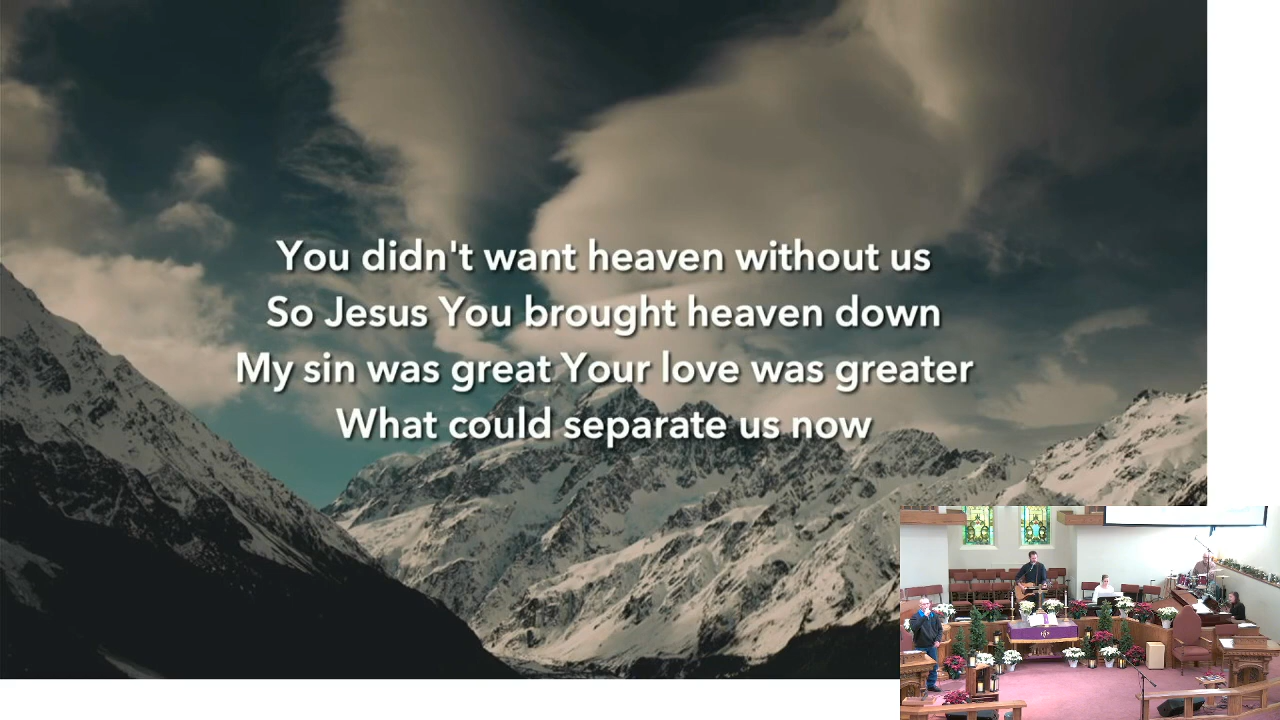 You didn't want heaven without us
So Jesus You brought heaven down
My sin was great Your love was greater
What could separate us now